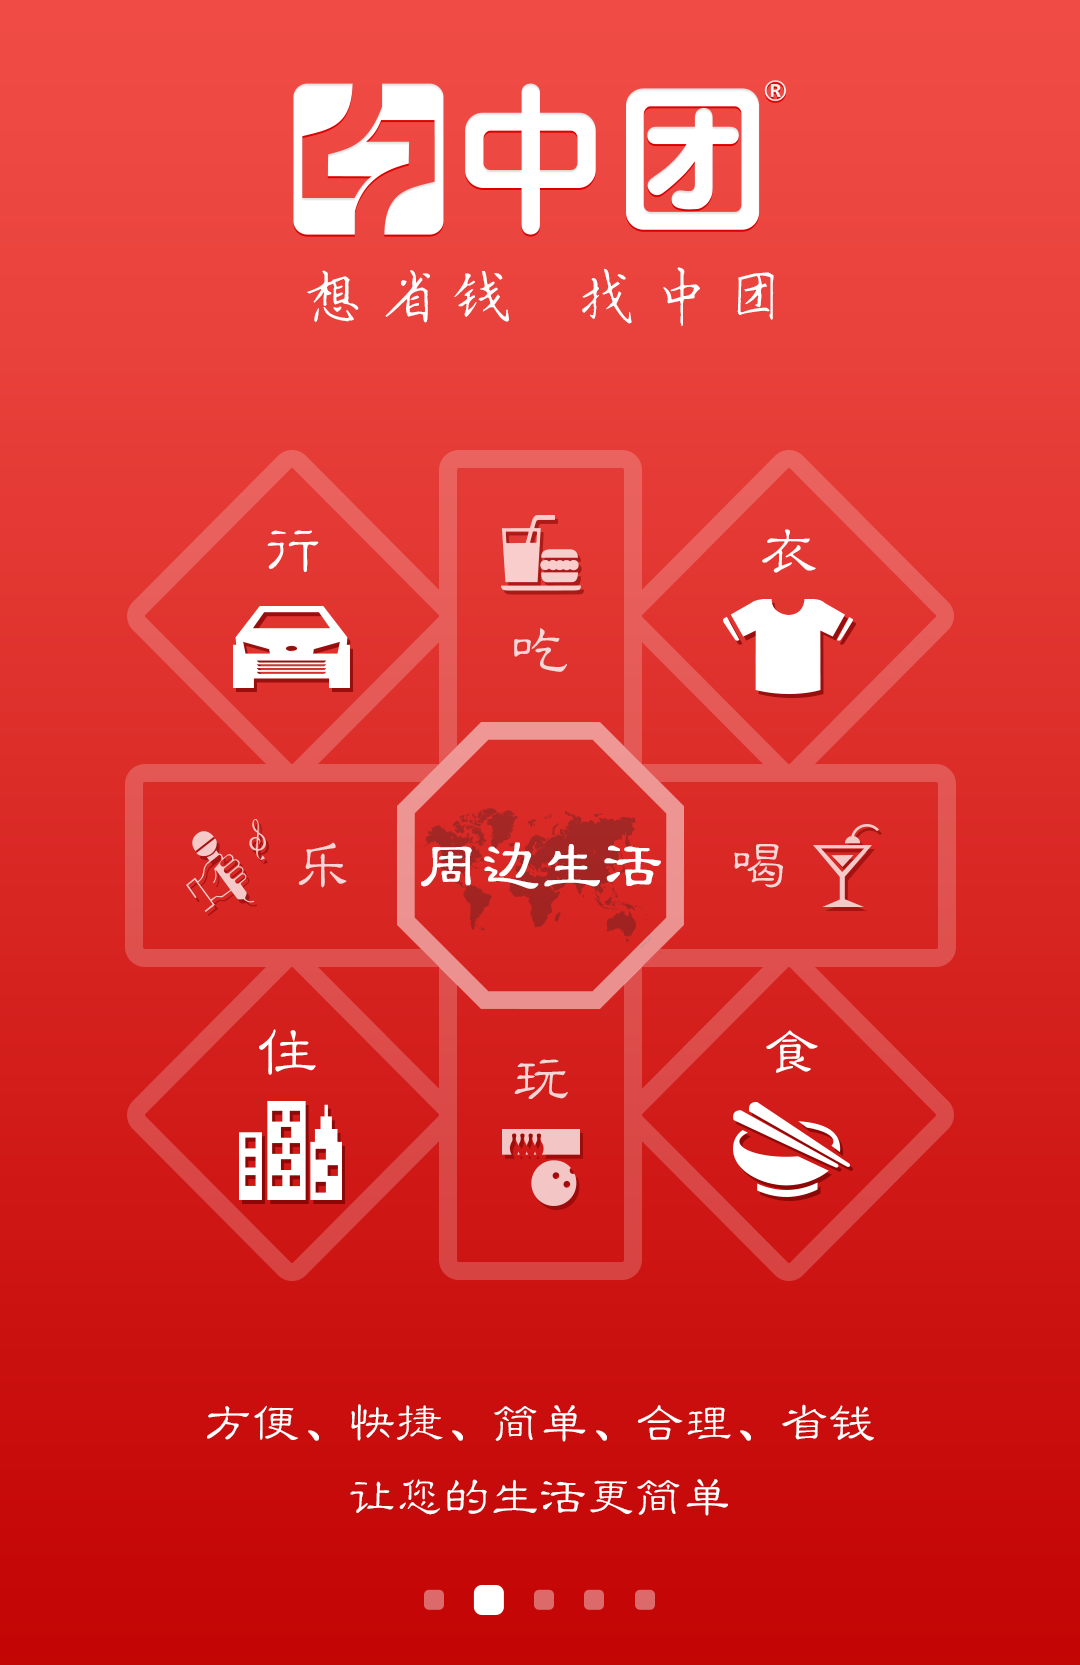 中团®
想省钱 找中团
行
吃
衣
乐
周边生活
喝
住
玩
食
方便、快捷、简单、合理、省钱
让您的生活更简单